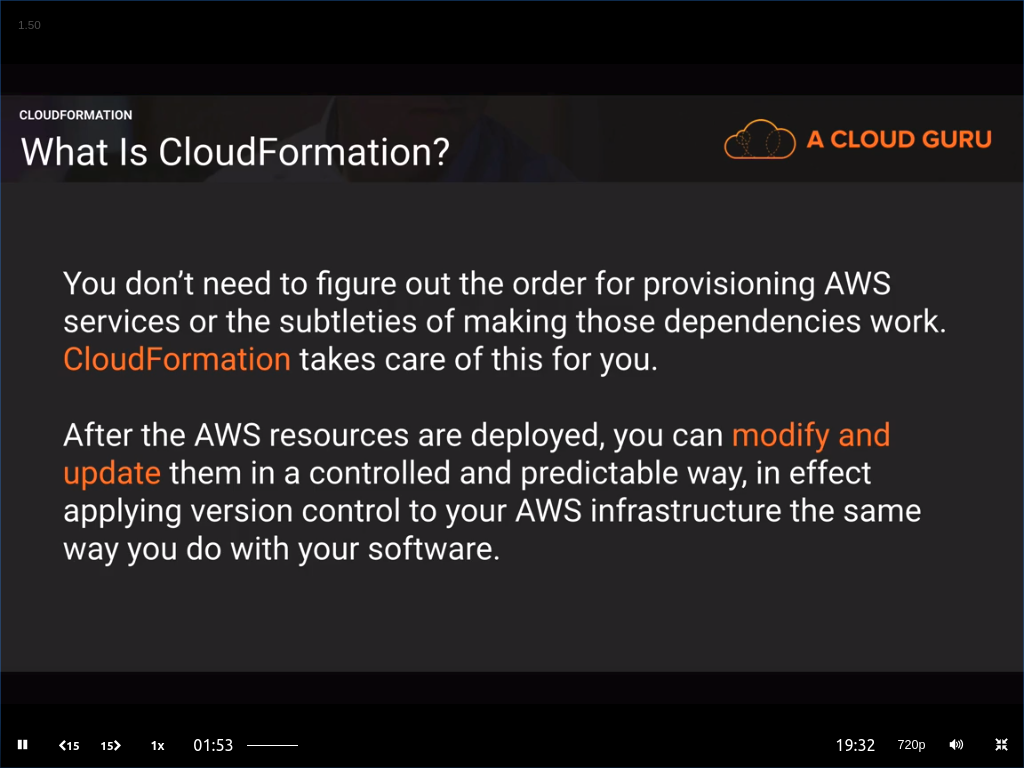 1.50
CLOUDFORMATION
What Is CloudFormation?
A CLOUD GURU
You don’t need to figure out the order for provisioning AWS
services or the subtleties of making those dependencies work.
CloudFormation takes care of this for you.
After the AWS resources are deployed, you can modify and
update them in a controlled and predictable way, in effect
applying version control to your AWS infrastructure the same
way you do with your software.
15 15 1x 01:53 19:32 720p